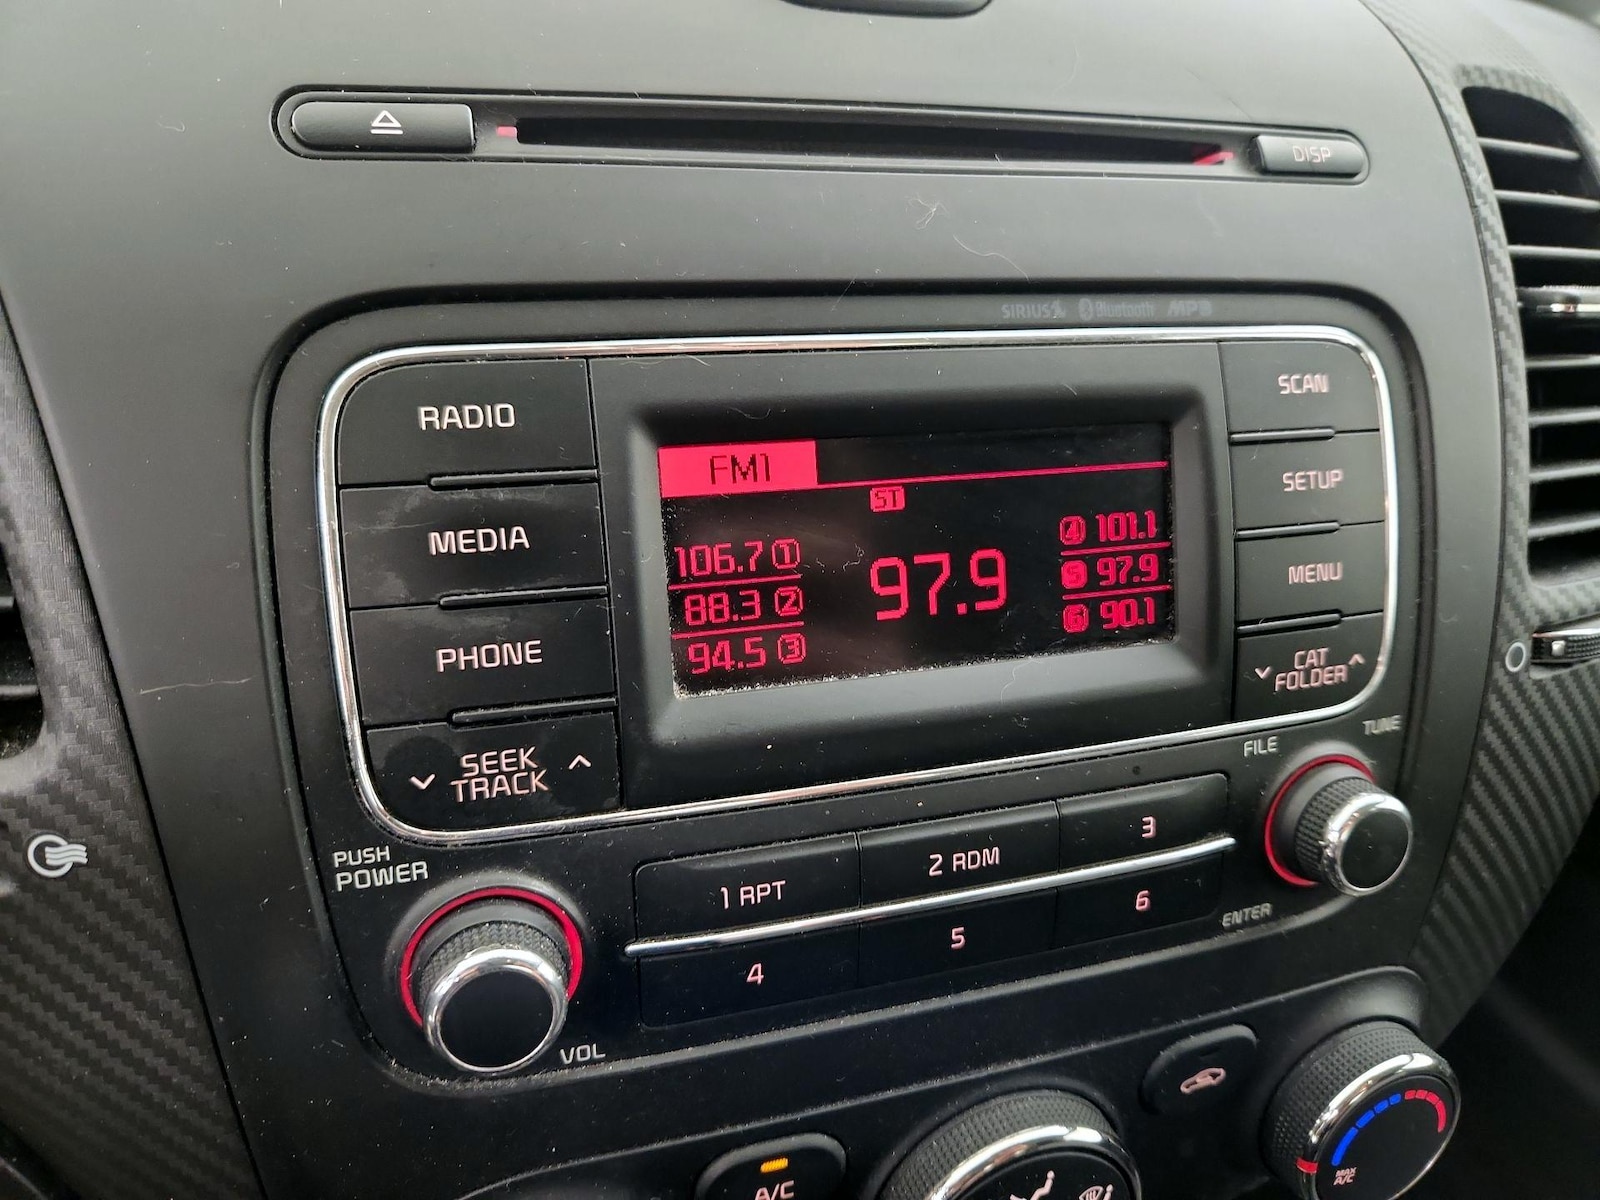 DISP
SIRIUS
Bluetooth
MP3
RADIO
MEDIA
PHONE
SEEK
TRACK
FM1
ST
106.7 1
88.3 2
94.5 3
97.9
4 101.1
5 97.9
6 90.1
SCAN
SETUP
MENU
CAT
FOLDER
PUSH
POWER
VOL
1 RPT
2 RDM
3
4
5
6
FILE
TUNE
ENTER
A/C
MAX
A/C